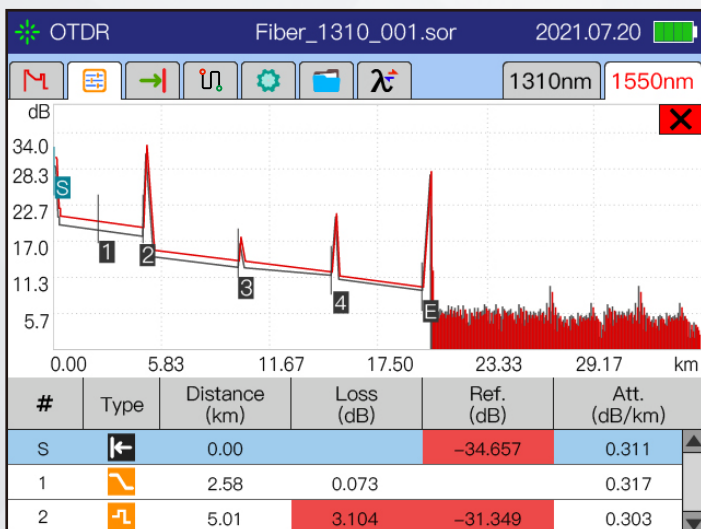 OTDR Fiber_1310_001.sor 2021.07.20
λ 1310nm 1550nm
dB
34.0
28.3
S
22.7
17.0
1 2
11.3
3
4
5.7
E
0.00 5.83 11.67 17.50 23.33 29.17 km
# Type Distance (km) Loss (dB) Ref. (dB) Att. (dB/km)
S 0.00 -34.657 0.311
1 2.58 0.073 0.317
2 5.01 3.104 -31.349 0.303